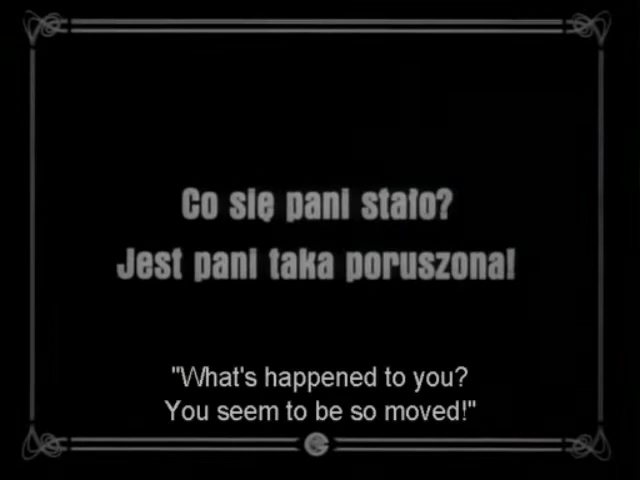 Co się pani stało?
Jest pani taka poruszona!
"What's happened to you?
You seem to be so moved!"